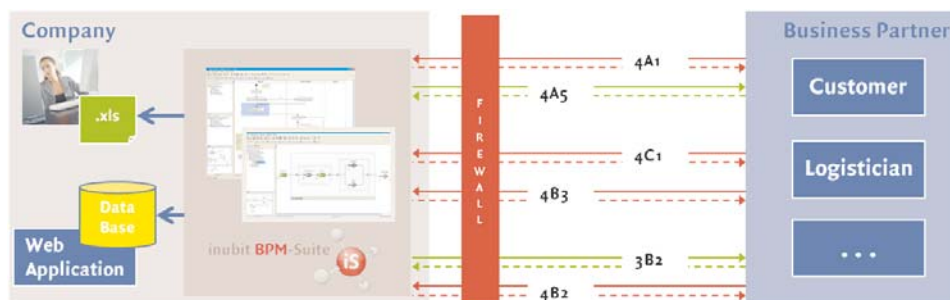 Company
.xls
Data
Base
Web
Application
inubit BPM-Suite
iS
FIREWALL
4A1
4A5
4C1
4B3
3B2
4B2
Business Partner
Customer
Logistician
...